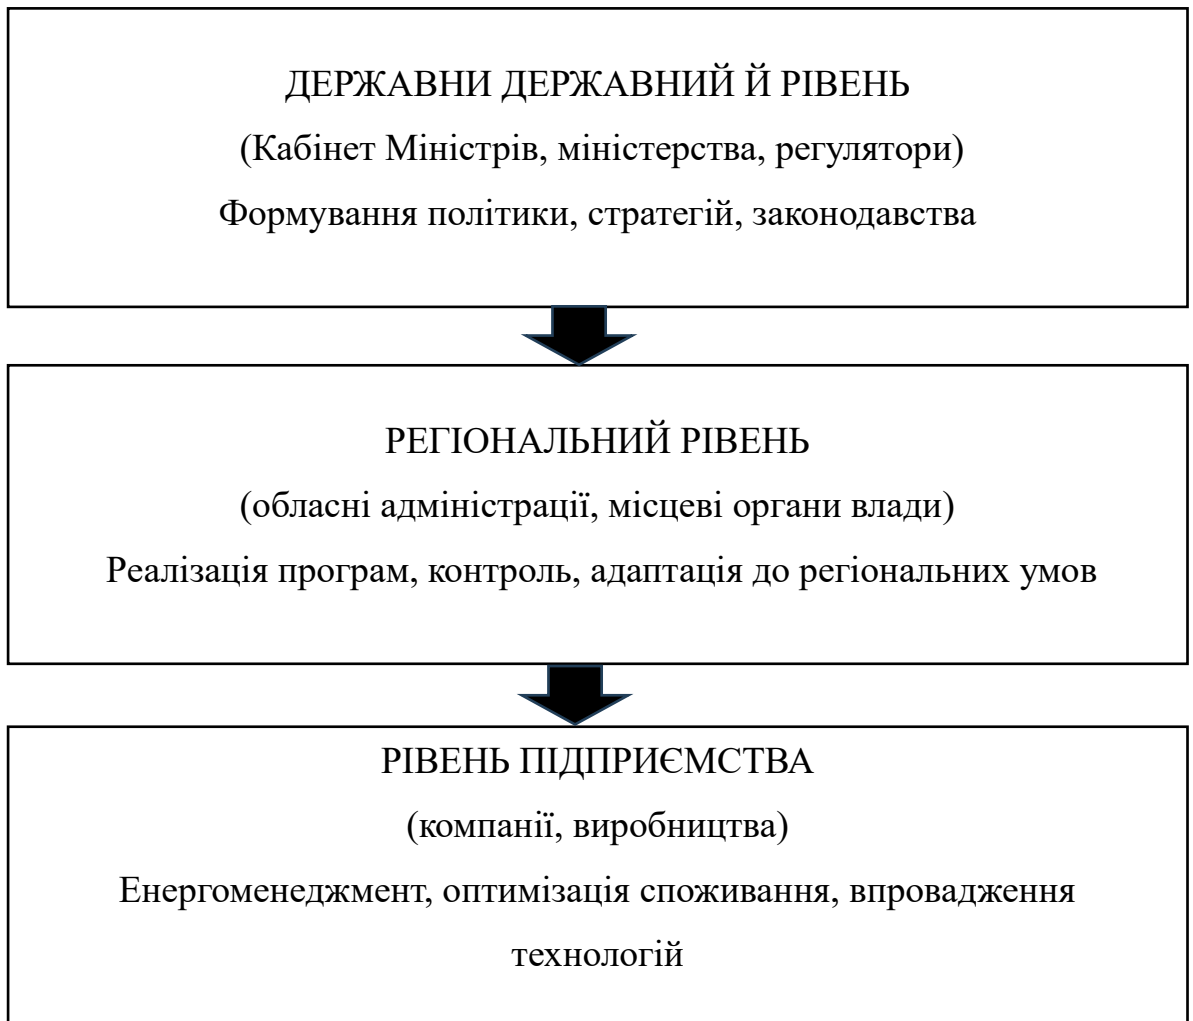 ДЕРЖАВНИ ДЕРЖАВНИЙ Й РІВЕНЬ
(Кабінет Міністрів, міністерства, регулятори)
Формування політики, стратегій, законодавства
РЕГІОНАЛЬНИЙ РІВЕНЬ
(обласні адміністрації, місцеві органи влади)
Реалізація програм, контроль, адаптація до регіональних умов
РІВЕНЬ ПІДПРИЄМСТВА
(компанії, виробництва)
Енергоменеджмент, оптимізація споживання, впровадження
технологій